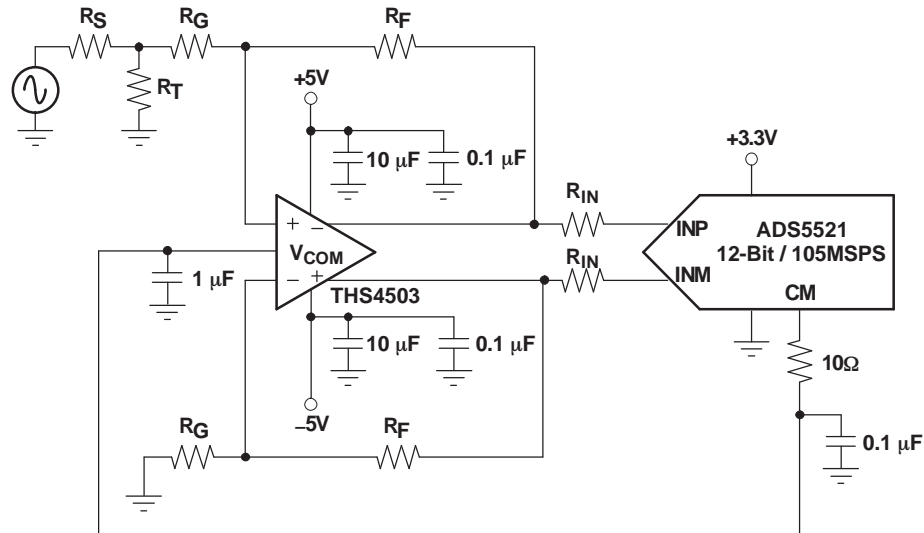 RS RG RF
RT
+5V
10 µF 0.1 µF
+3.3V
RIN
+ −
INP
ADS5521
12-Bit / 105MSPS
VCOM
RIN
INM
1 µF
− +
THS4503
CM
10 µF 0.1 µF
10Ω
−5V
RG RF
0.1 µF